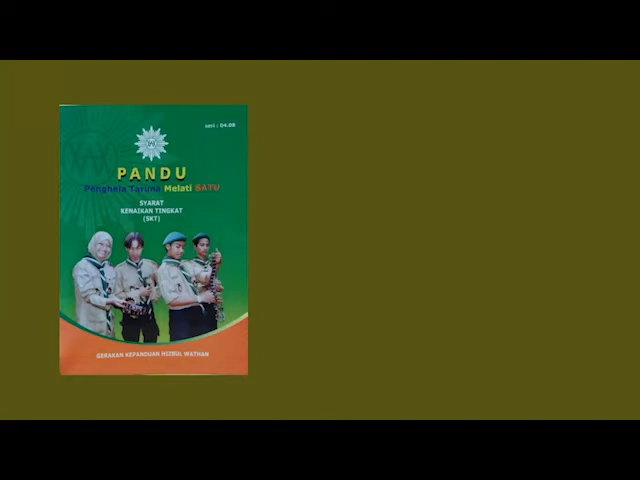 seri : 04.08
PANDU
Penghela Taruna Melati SATU
SYARAT
KENAIKAN TINGKAT
(SKT)
GERAKAN KEPANDUAN HIZBUL WATHAN